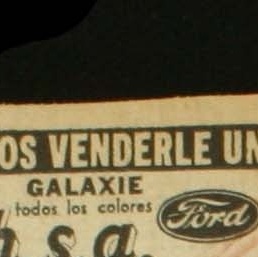 OS VENDERLE UN
GALAXIE
todos los colores
Ford
s.a.